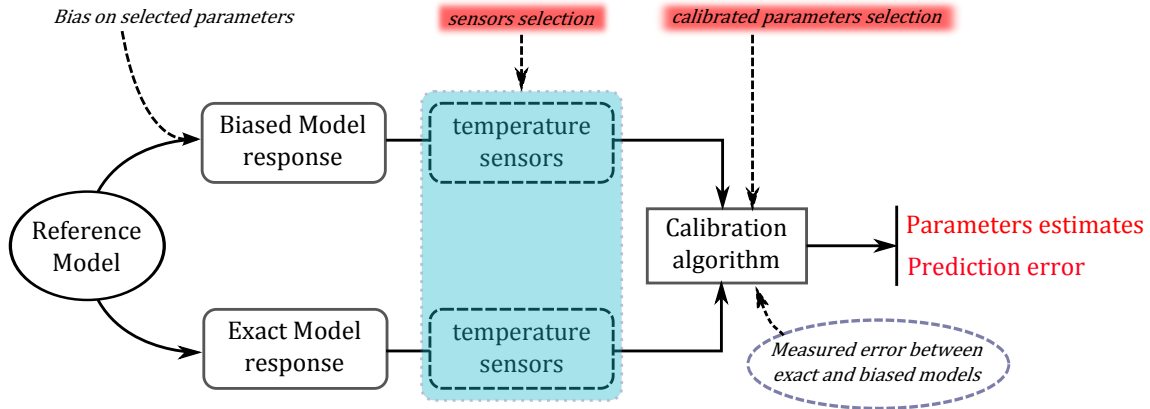 Bias on selected parameters
sensors selection
calibrated parameters selection
Biased Model
response
temperature
sensors
Reference
Model
Calibration
algorithm
Parameters estimates
Prediction error
Exact Model
response
temperature
sensors
Measured error between
exact and biased models